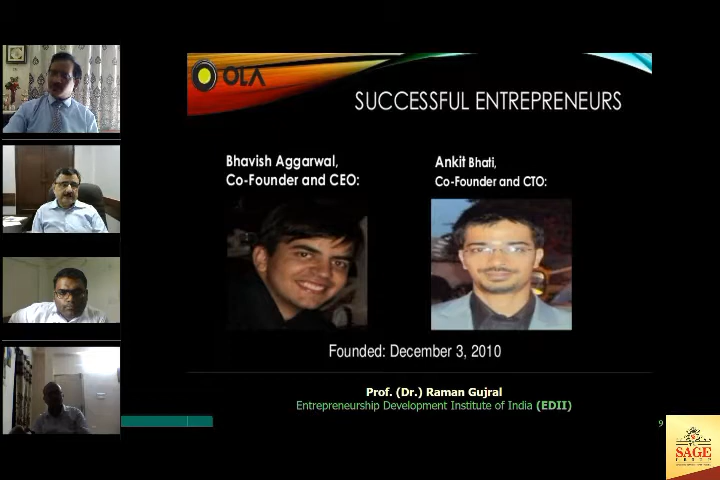 OLA
SUCCESSFUL ENTREPRENEURS
Bhavish Aggarwal,
Co-Founder and CEO:
Ankit Bhati,
Co-Founder and CTO:
Founded: December 3, 2010
Prof. (Dr.) Raman Gujral
Entrepreneurship Development Institute of India (EDII)
9
SAGE